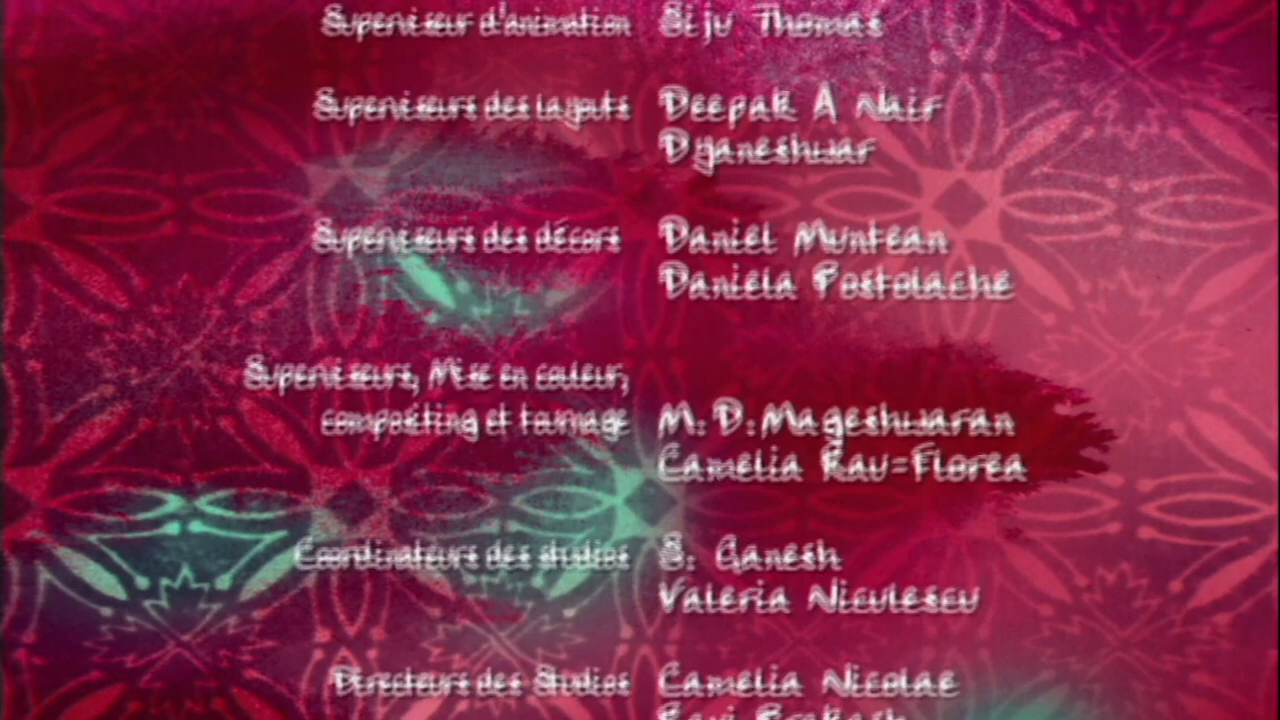 Superviseur d'animation Siju Thomas
Superviseurs des layouts Deepak A Nair
Dyaneshwar
Superviseurs des décors Daniel Muntean
Daniela Postolache
Superviseurs, Mise en couleur,
compositing et tournage M.D.Mageshwaran
Camelia Rau-Florea
Coordinateurs des studios S. Ganesh
Valeria Niculescu
Directeurs des Studios Camelia Nicolae
Ravi Prakash